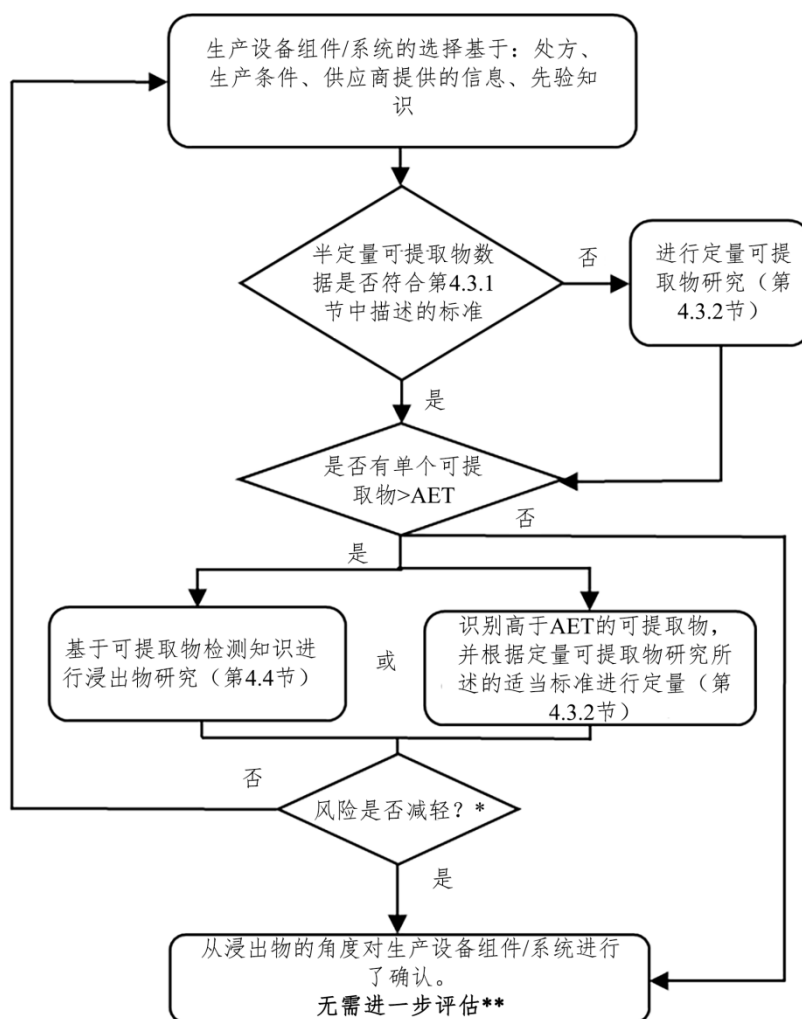 生产设备组件/系统的选择基于：处方、
生产条件、供应商提供的信息、先验知
识
半定量可提取物数
据是否符合第4.3.1
节中描述的标准
否
进行定量可提
取物研究（第
4.3.2节）
是
是否有单个可提
取物>AET
否
是
基于可提取物检测知识进
行浸出物研究（第4.4节）
或
识别高于AET的可提取物，
并根据定量可提取物研究所
述的适当标准进行定量（第
4.3.2节）
否
风险是否减轻？*
是
从浸出物的角度对生产设备组件/系统进行
了确认。
无需进一步评估**